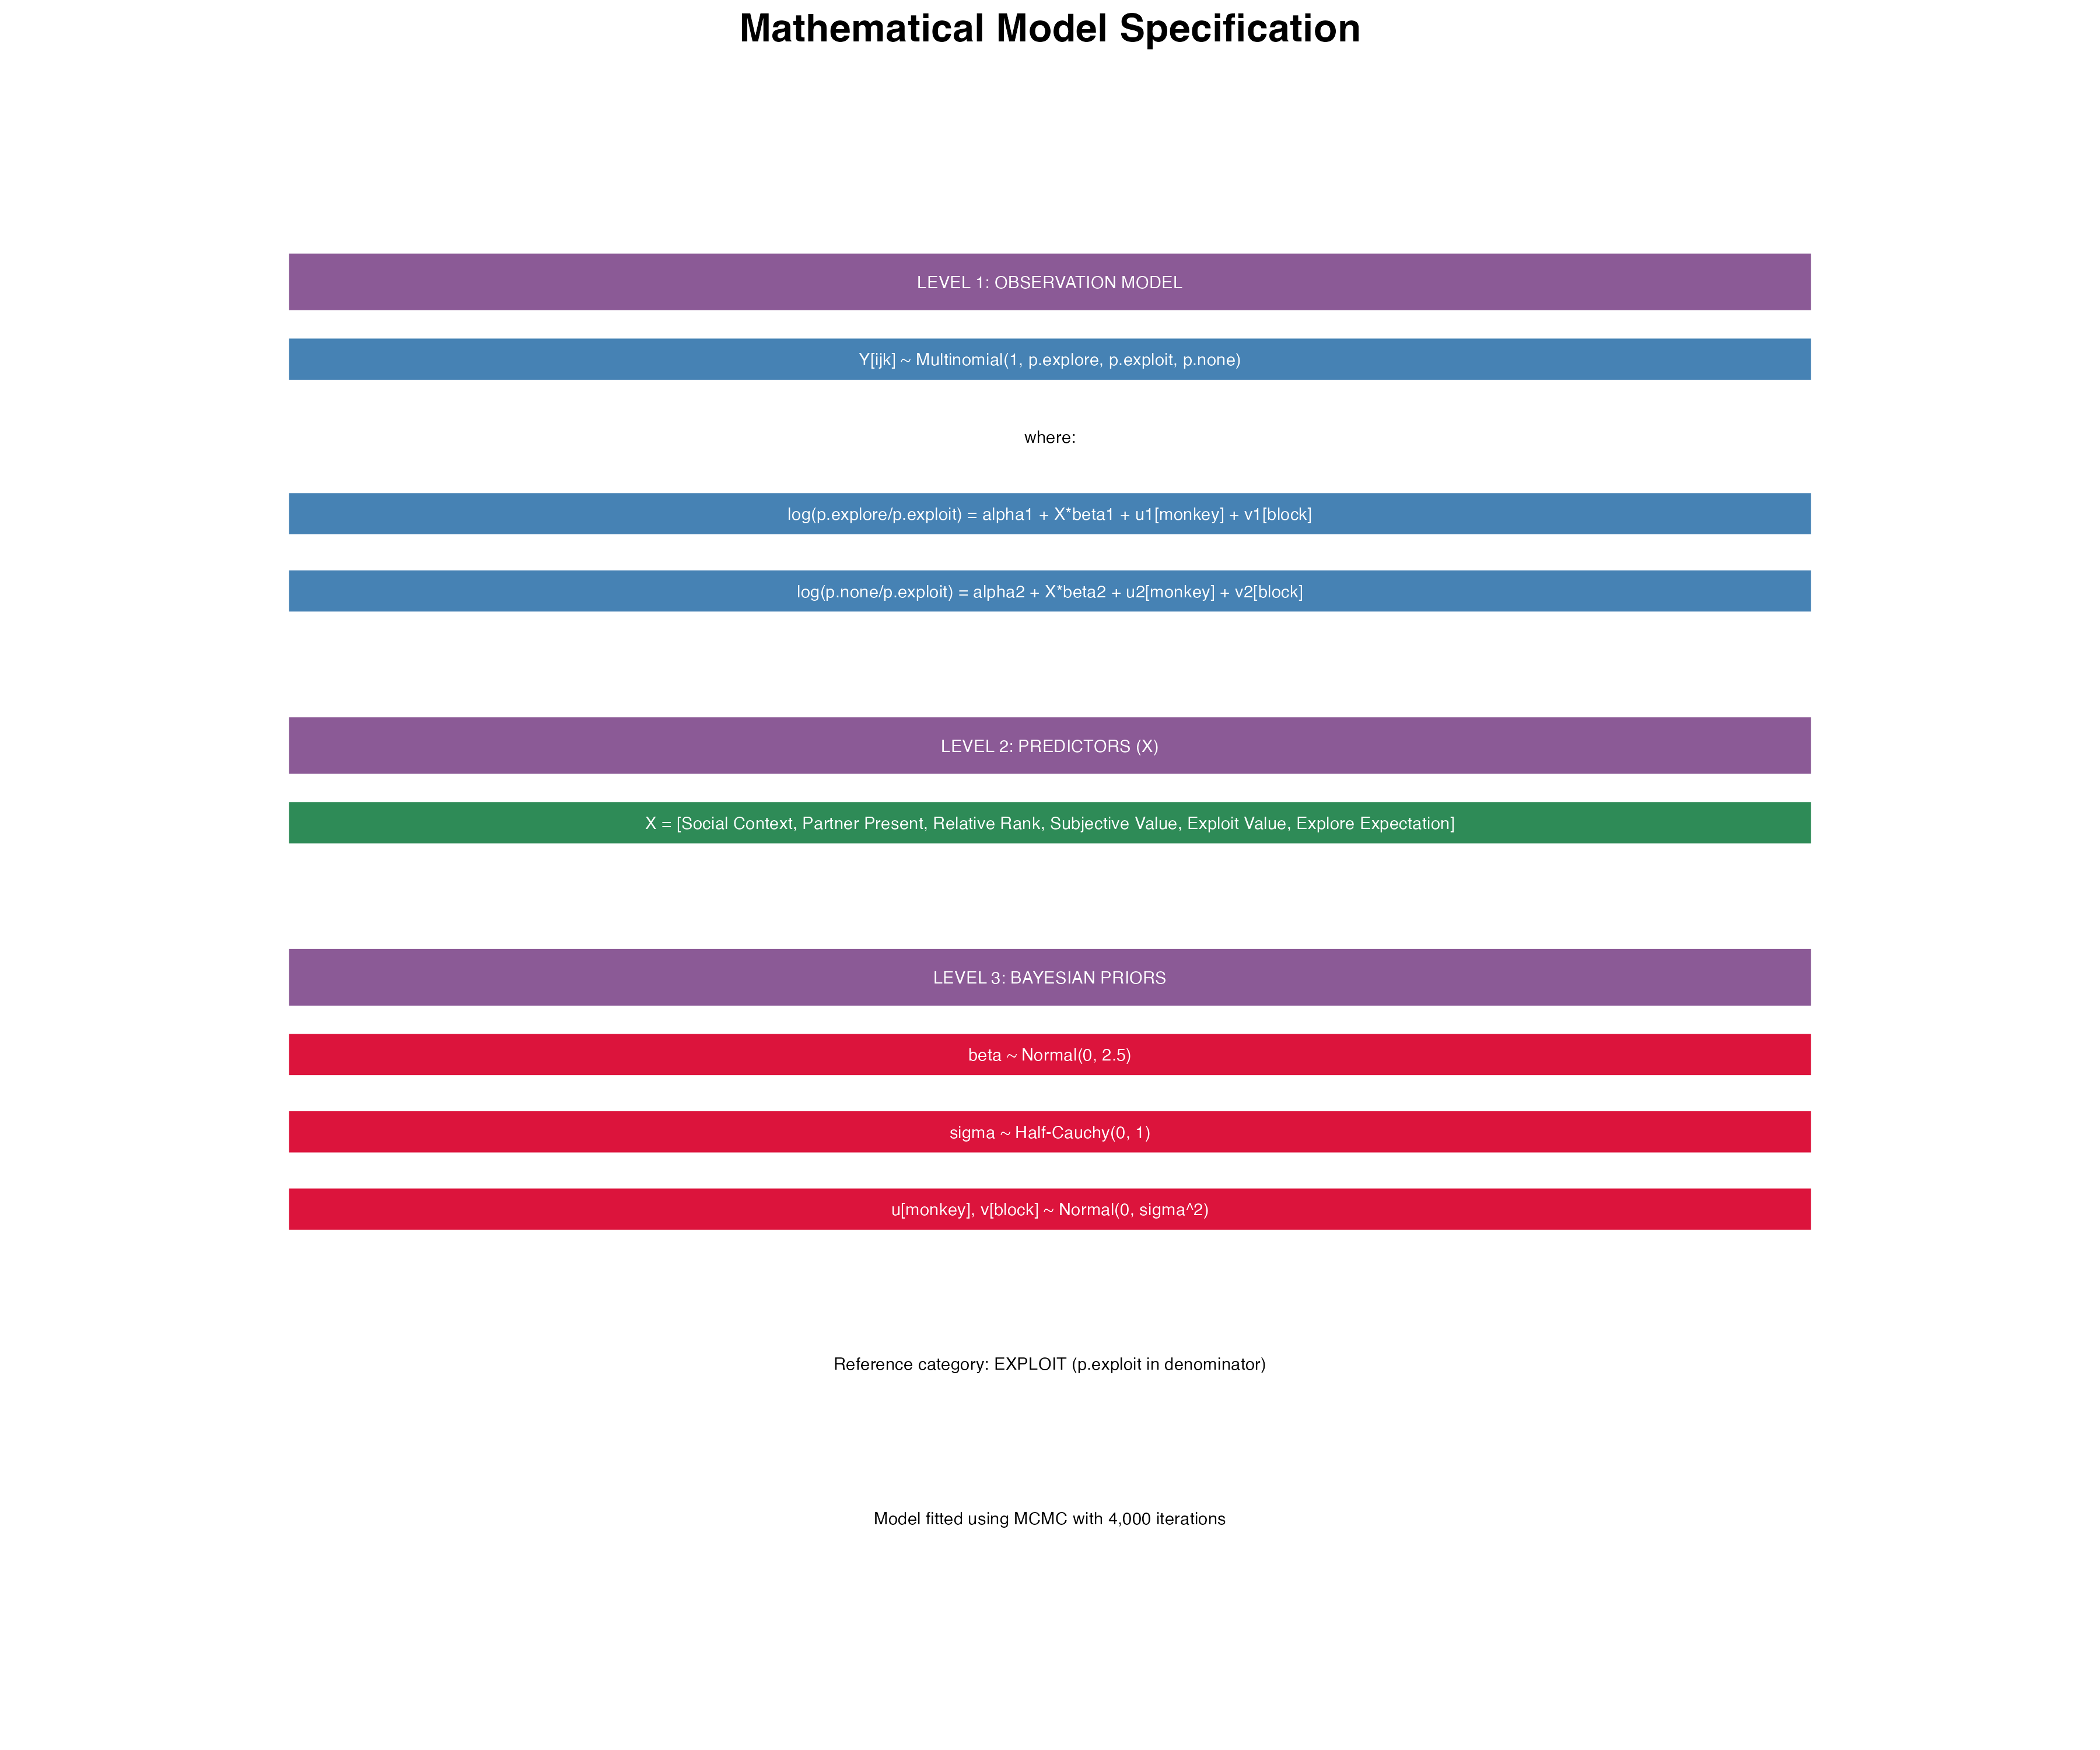 Mathematical Model Specification
LEVEL 1: OBSERVATION MODEL
Y[ijk] ~ Multinomial(1, p.explore, p.exploit, p.none)
where:
log(p.explore/p.exploit) = alpha1 + X*beta1 + u1[monkey] + v1[block]
log(p.none/p.exploit) = alpha2 + X*beta2 + u2[monkey] + v2[block]
LEVEL 2: PREDICTORS (X)
X = [Social Context, Partner Present, Relative Rank, Subjective Value, Exploit Value, Explore Expectation]
LEVEL 3: BAYESIAN PRIORS
beta ~ Normal(0, 2.5)
sigma ~ Half-Cauchy(0, 1)
u[monkey], v[block] ~ Normal(0, sigma^2)
Reference category: EXPLOIT (p.exploit in denominator)
Model fitted using MCMC with 4,000 iterations